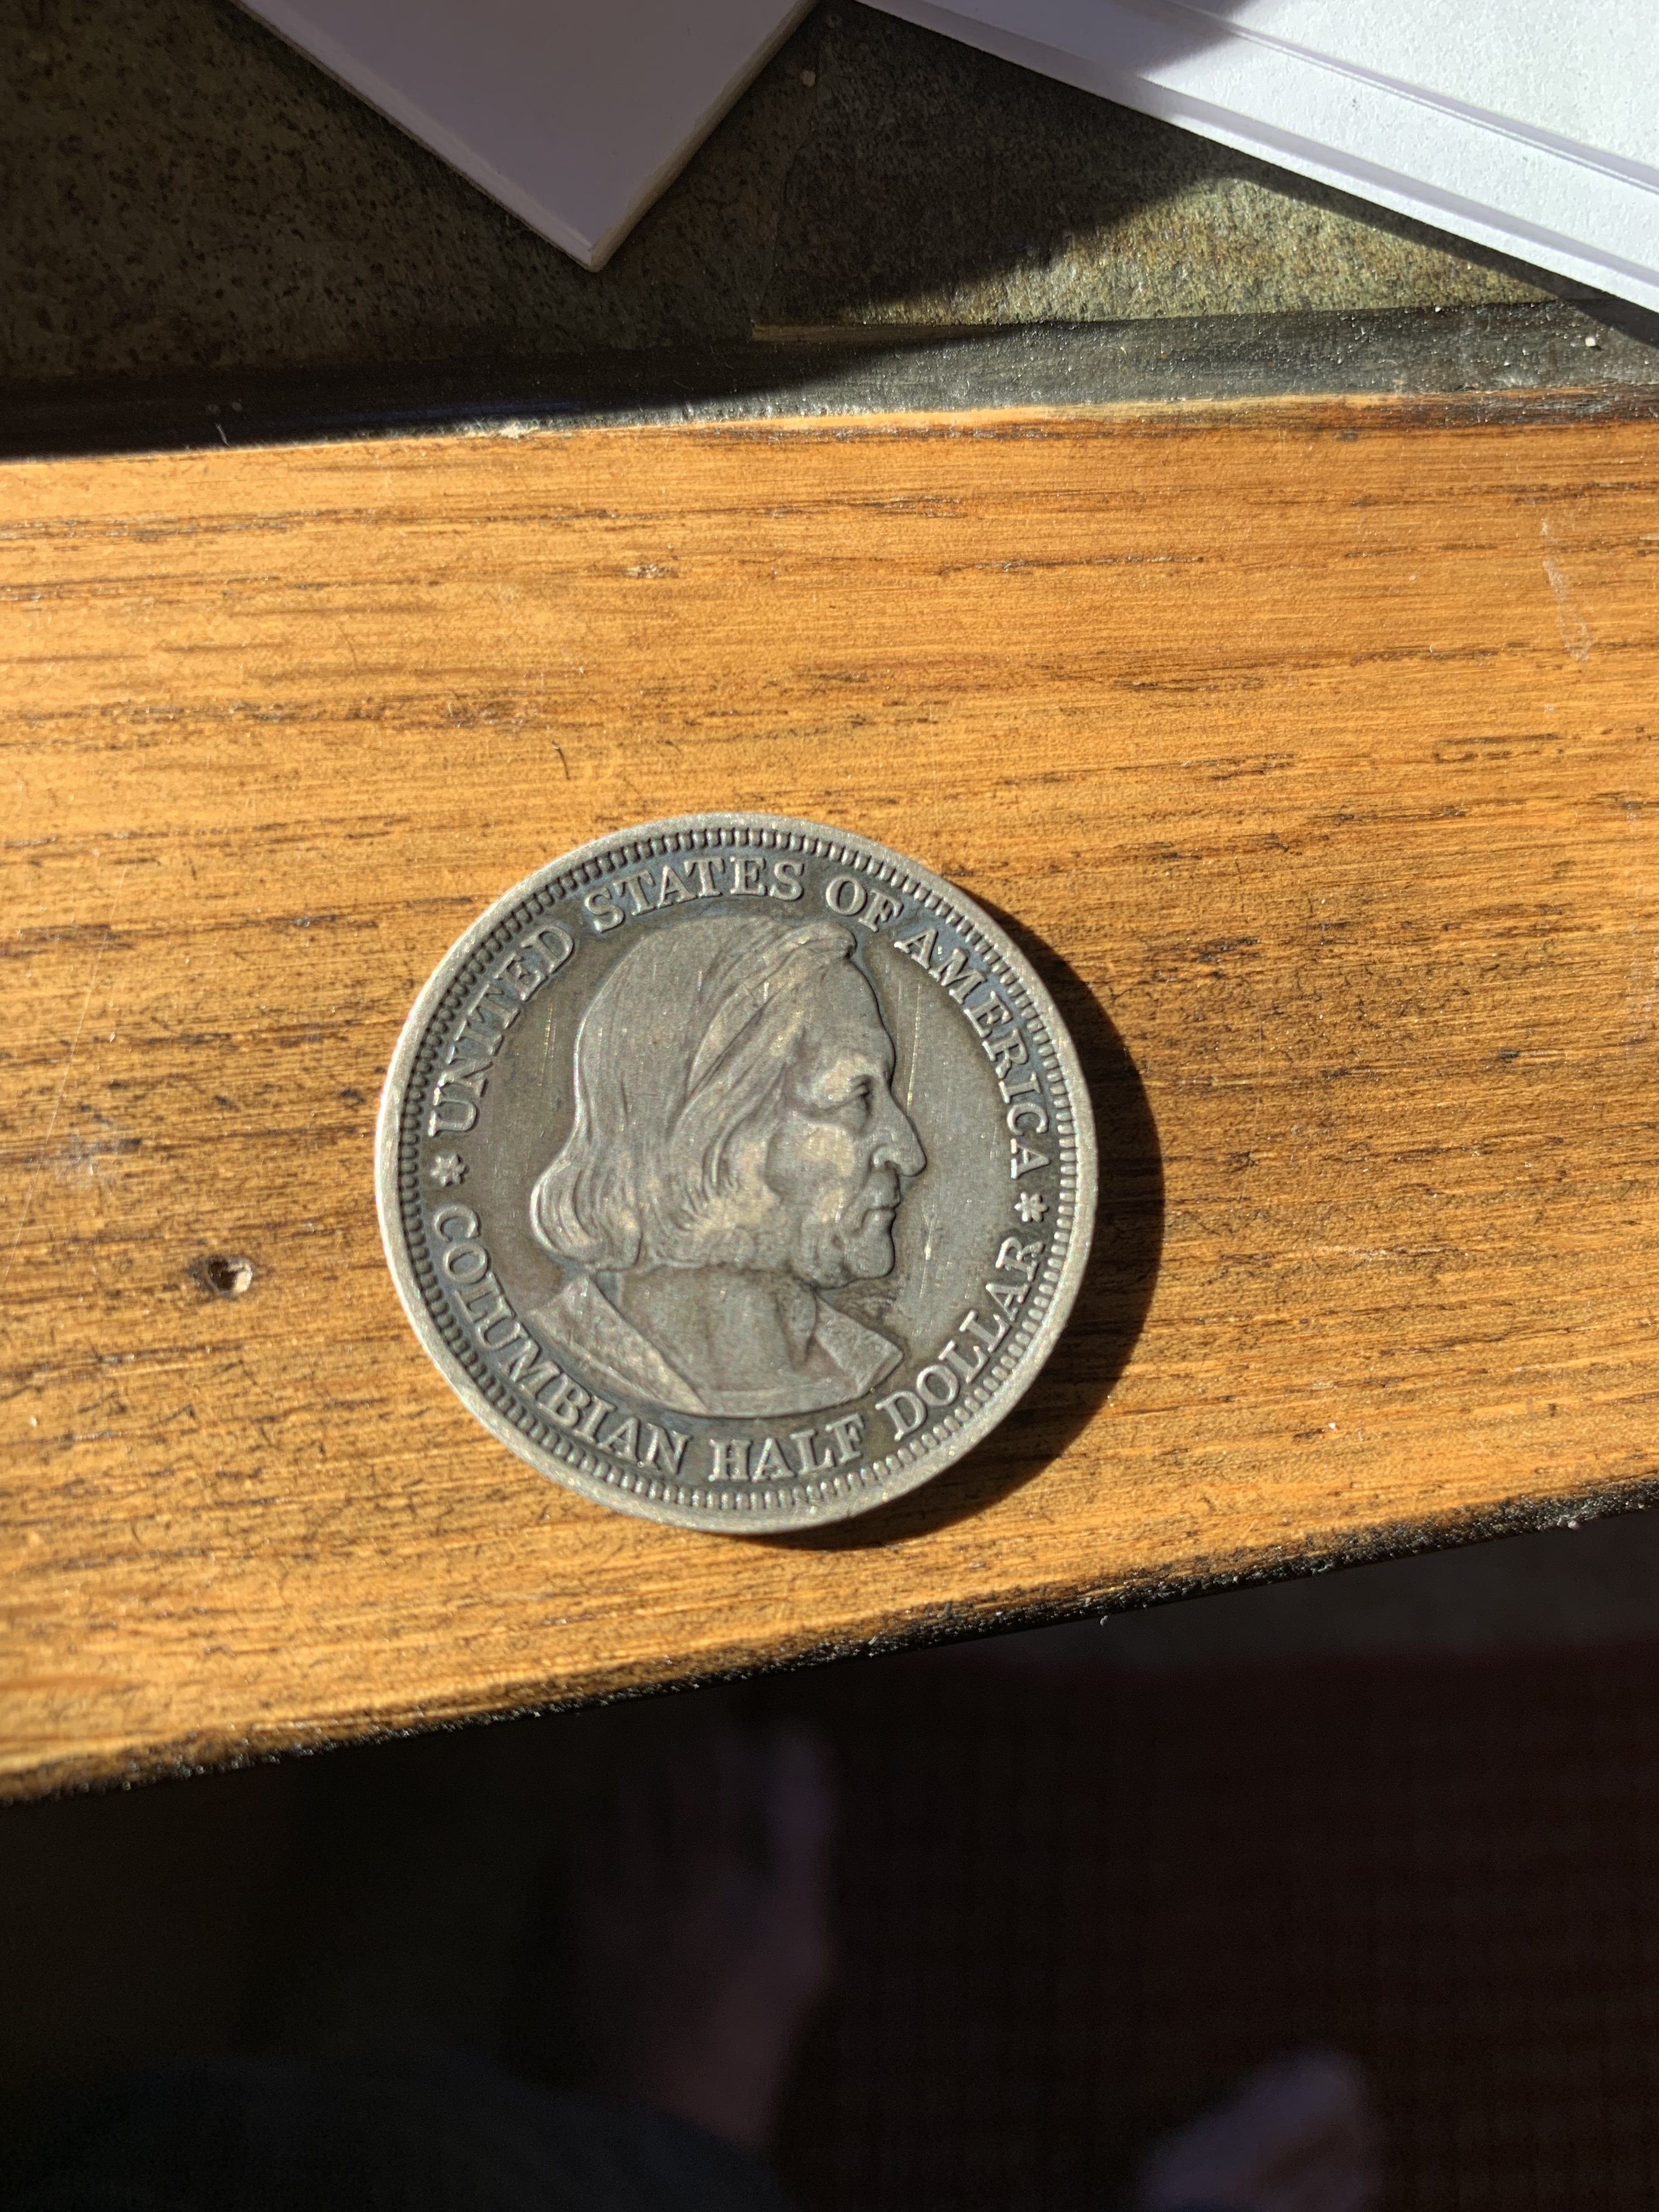 UNITED STATES OF AMERICA
COLUMBIAN HALF DOLLAR